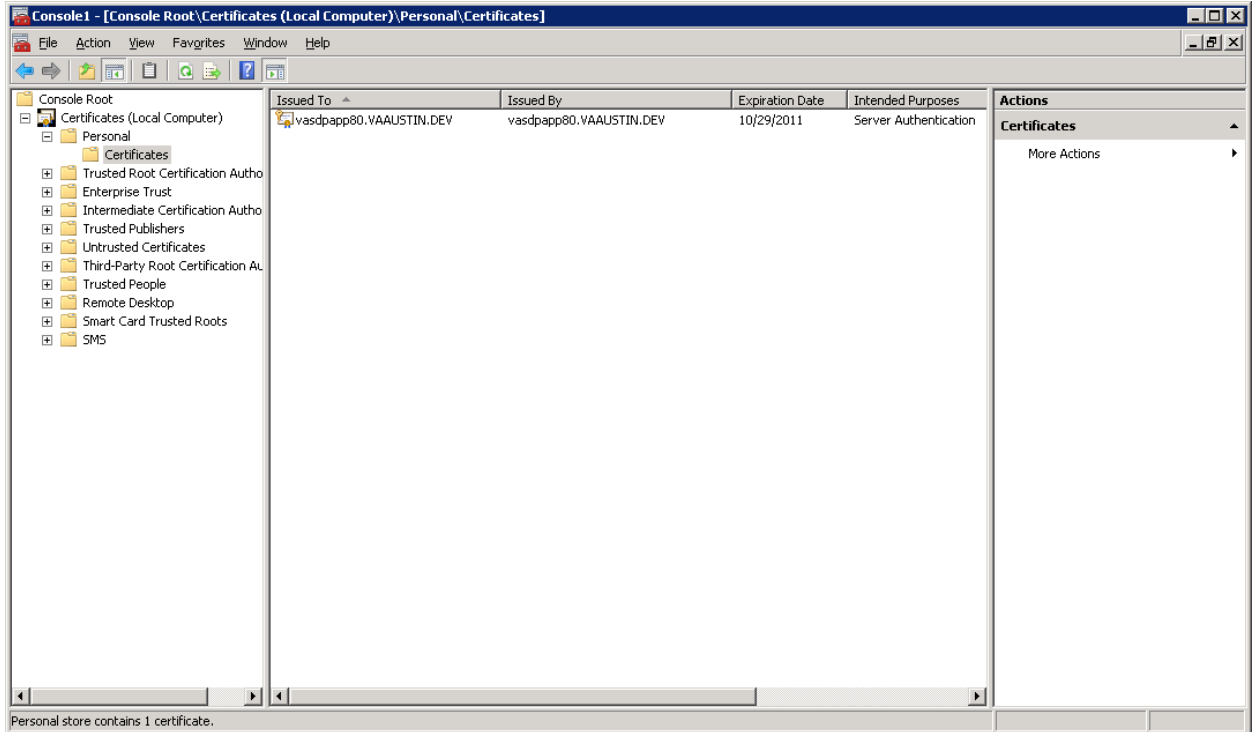 Console1 - [Console Root\Certificates (Local Computer)\Personal\Certificates]
File Action View Favorites Window Help
Console Root
Certificates (Local Computer)
Personal
Certificates
Trusted Root Certification Autho
Enterprise Trust
Intermediate Certification Autho
Trusted Publishers
Untrusted Certificates
Third-Party Root Certification Au
Trusted People
Remote Desktop
Smart Card Trusted Roots
SMS
Issued To Issued By Expiration Date Intended Purposes
vasdpapp80.VAAUSTIN.DEV vasdpapp80.VAAUSTIN.DEV 10/29/2011 Server Authentication
Actions
Certificates
More Actions
Personal store contains 1 certificate.